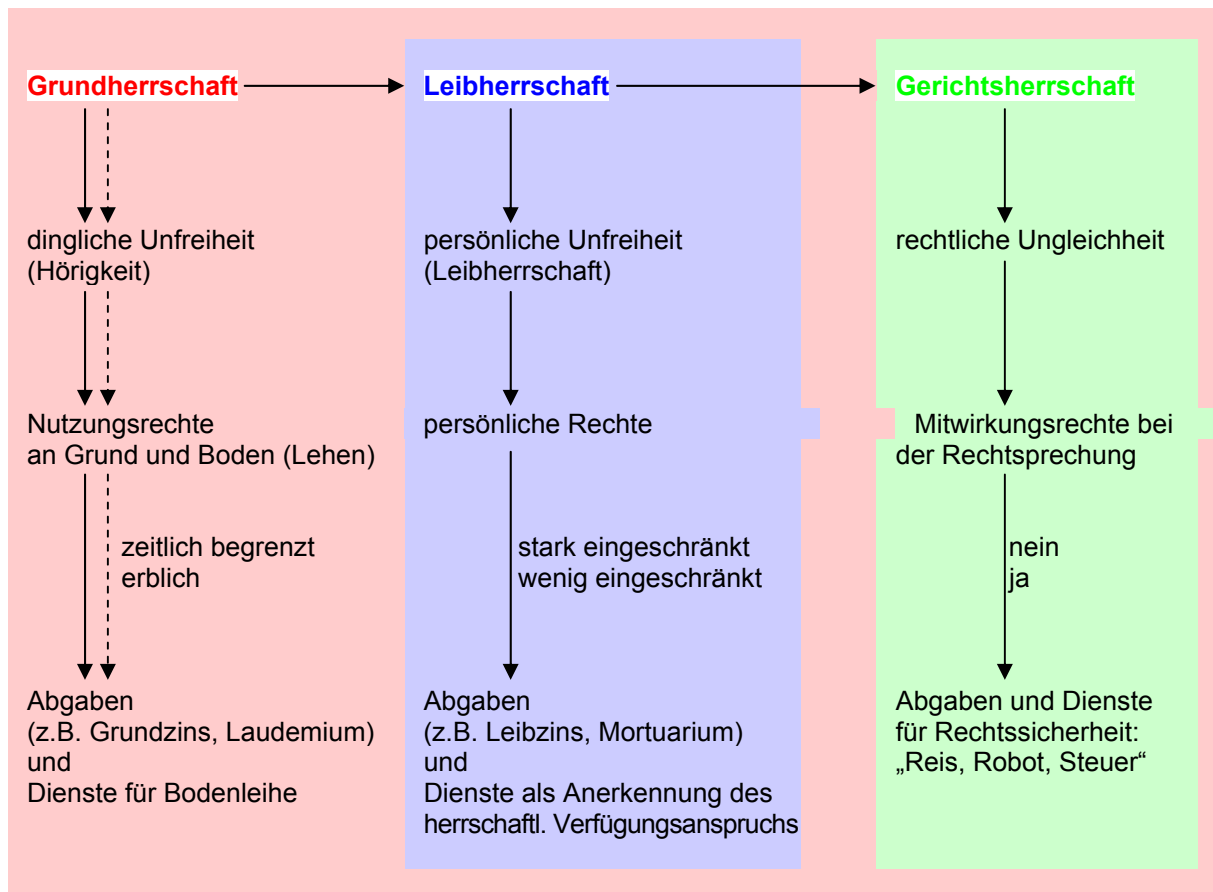 Grundherrschaft
dingliche Unfreiheit
(Hörigkeit)
Nutzungsrechte
an Grund und Boden (Lehen)
zeitlich begrenzt
erblich
Abgaben
(z.B. Grundzins, Laudemium)
und
Dienste für Bodenleihe
Leibherrschaft
persönliche Unfreiheit
(Leibherrschaft)
persönliche Rechte
stark eingeschränkt
wenig eingeschränkt
Abgaben
(z.B. Leibzins, Mortuarium)
und
Dienste als Anerkennung des
herrschaftl. Verfügungsanspruchs
Gerichtsherrschaft
rechtliche Ungleichheit
Mitwirkungsrechte bei
der Rechtsprechung
nein
ja
Abgaben und Dienste
für Rechtssicherheit:
„Reis, Robot, Steuer“